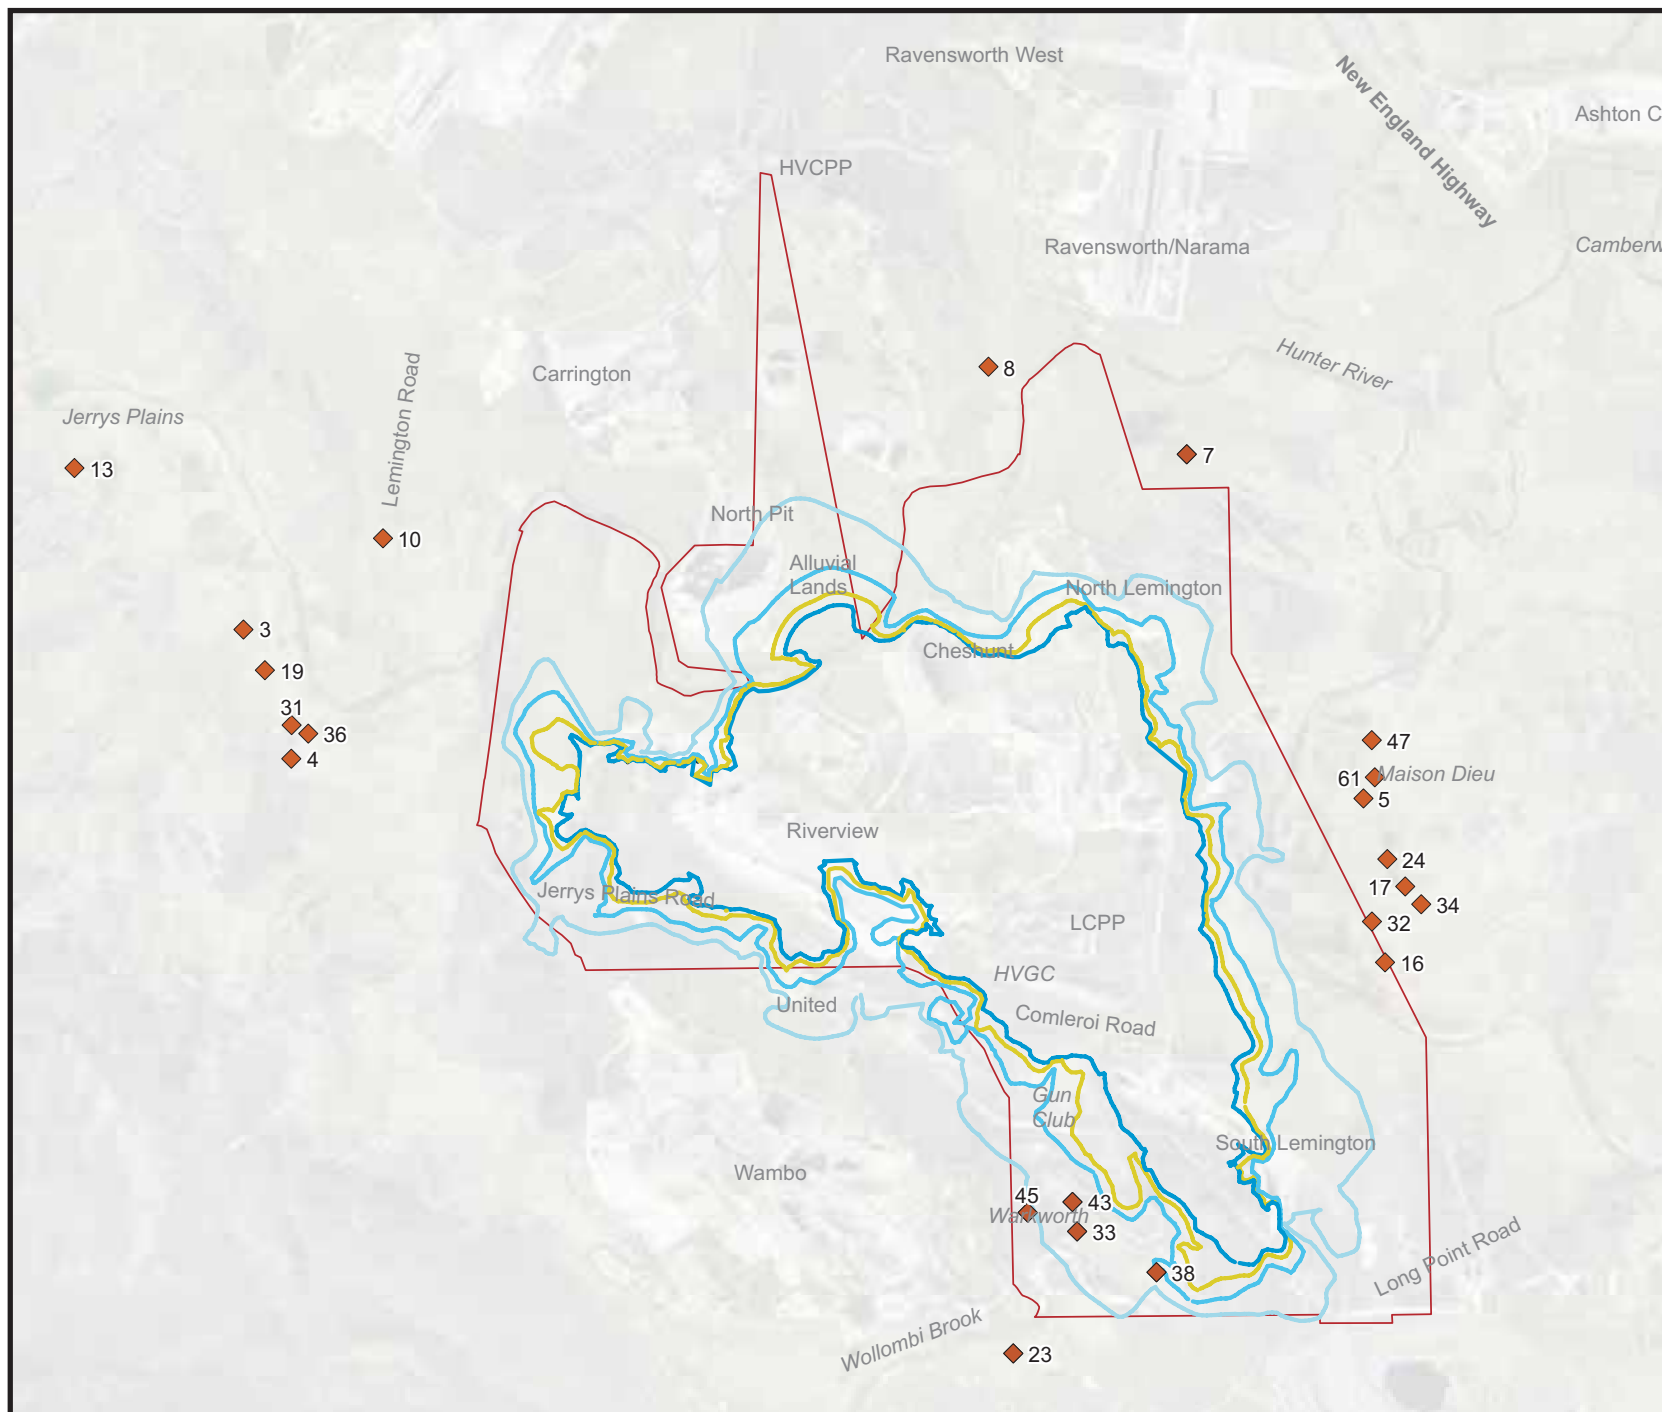 Ravensworth West
New England Highway
Ashton C
HVCPP
Ravensworth/Narama
Camberw
Hunter River
8
Carrington
Lemington Road
Jerrys Plains
13
7
North Pit
10
Alluvial
Lands
North Lemington
3
Cheshunt
19
31
36
4
47
61
Maison Dieu
5
Riverview
24
17
34
Jerrys Plains Road
LCPP
32
16
HVGC
United
Comleroi Road
Gun
Club
South Lemington
Wambo
45
43
Warkworth
33
38
Long Point Road
Wollombi Brook
23